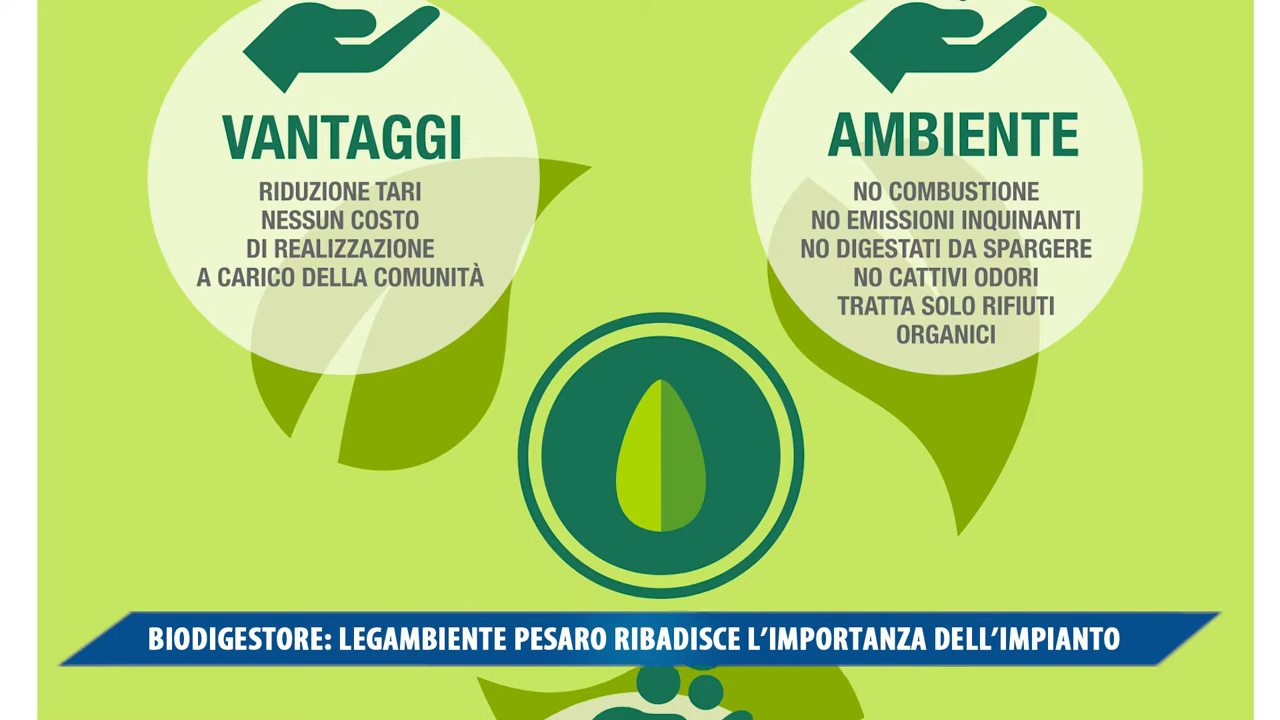 VANTAGGI
RIDUZIONE TARI
NESSUN COSTO
DI REALIZZAZIONE
A CARICO DELLA COMUNITÀ
AMBIENTE
NO COMBUSTIONE
NO EMISSIONI INQUINANTI
NO DIGESTATI DA SPARGERE
NO CATTIVI ODORI
TRATTA SOLO RIFIUTI
ORGANICI
BIODIGESTORE: LEGAMBIENTE PESARO RIBADISCE L'IMPORTANZA DELL'IMPIANTO